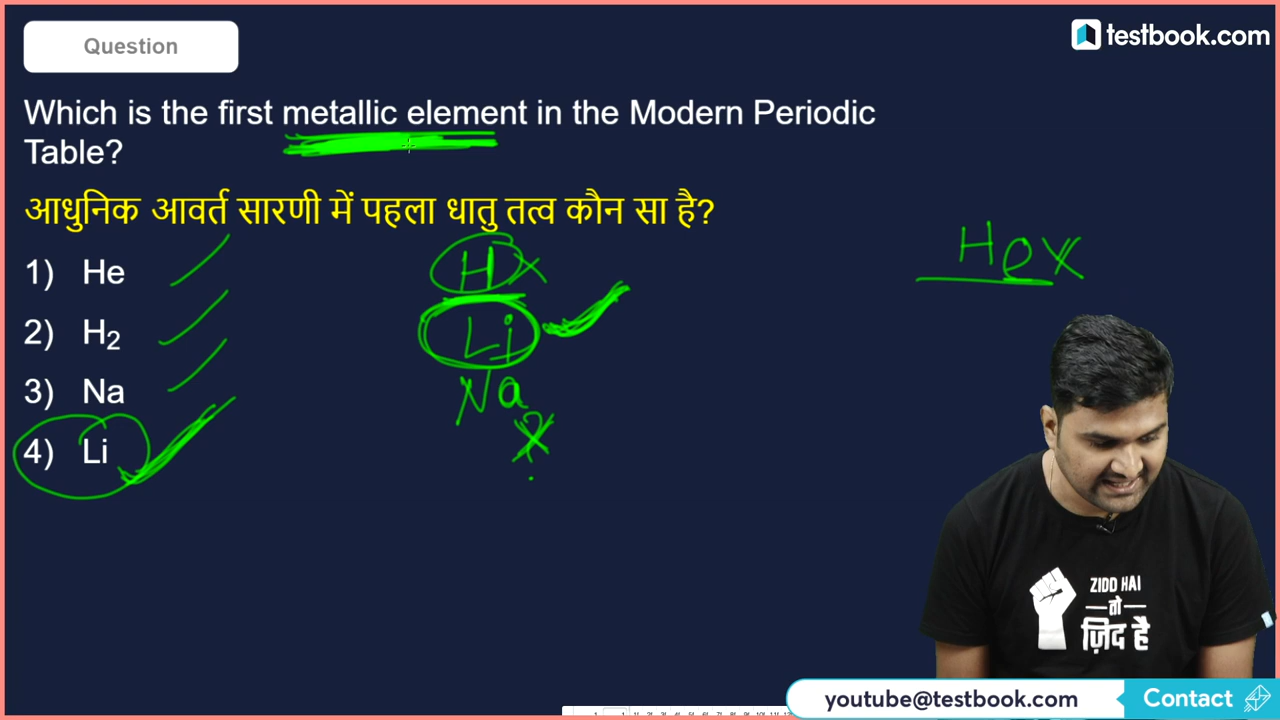 Question
testbook.com
Which is the first metallic element in the Modern Periodic
Table?
आधुनिक आवर्त सारणी में पहला धातु तत्व कौन सा है?
1) He
2) H₂
3) Na
4) Li
H
Li
Na
He
ZIDD HAI
तो
ज़िद है
youtube@testbook.com
Contact